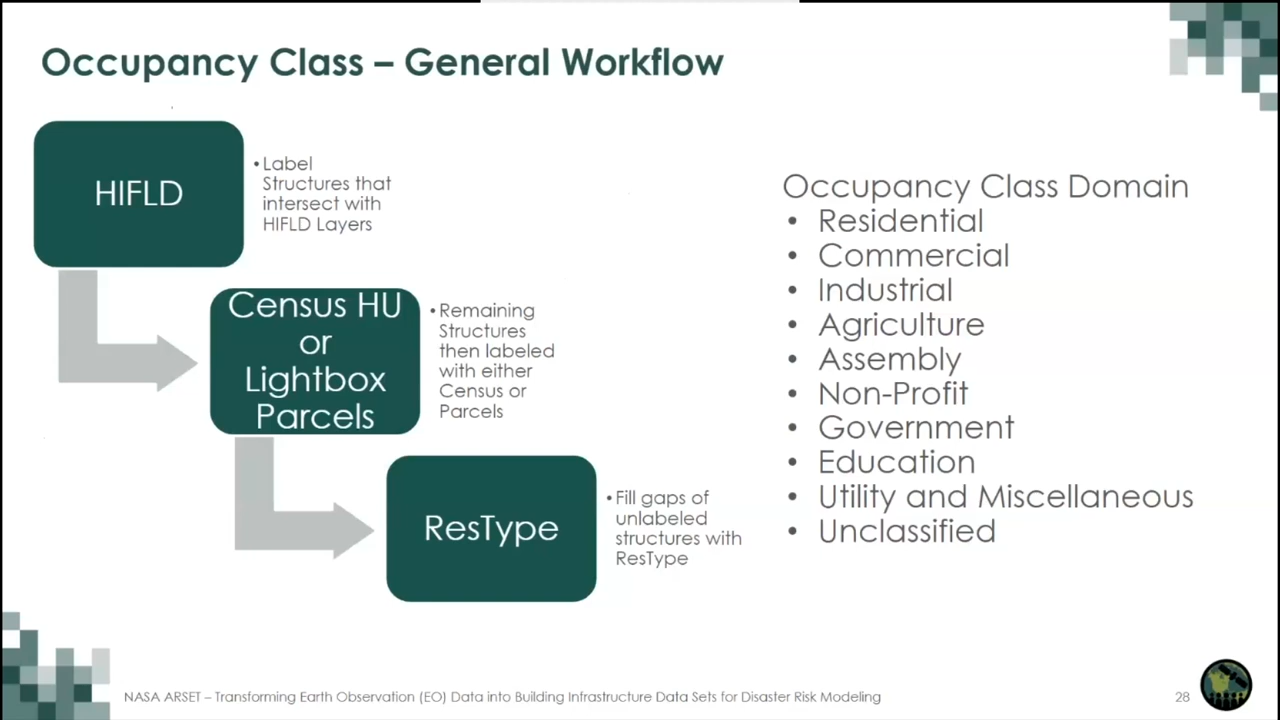 Occupancy Class – General Workflow
HIFLD
• Label
Structures that
intersect with
HIFLD Layers
Census HU
or
Lightbox
Parcels
• Remaining
Structures
then labeled
with either
Census or
Parcels
ResType
• Fill gaps of
unlabeled
structures with
ResType
Occupancy Class Domain
• Residential
• Commercial
• Industrial
• Agriculture
• Assembly
• Non-Profit
• Government
• Education
• Utility and Miscellaneous
• Unclassified
NASA ARSET – Transforming Earth Observation (EO) Data into Building Infrastructure Data Sets for Disaster Risk Modeling
28